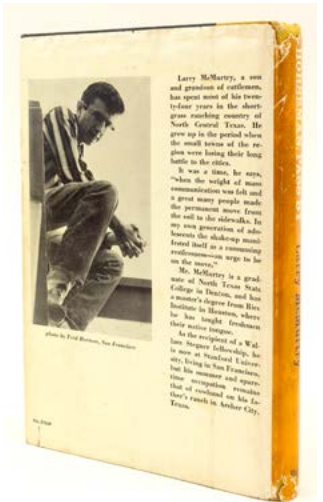 Larry McMurtry, a son
and grandson of cattlemen,
has spent most of his twen-
ty-four years in the short-
grass ranching country of
North Central Texas. He
grew up in the period when
the small towns of the re-
gion were losing their long
battle to the cities.
It was a time, he says,
"when the weight of mass
communication was felt and
a great many people made
the permanent move from
the soil to the sidewalks. In
my own generation of ado-
lescents the shake-up mani-
fested itself as a consuming
restlessness—an urge to be
on the move."
Mr. McMurtry is a grad-
uate of North Texas State
College in Denton, and has
a master's degree from Rice
Institute in Houston, where
he has taught freshmen
their native tongue.
As the recipient of a Wal-
lace Stegner fellowship, he
is now at Stanford Univer-
sity, living in San Francisco,
but his summer and spare-
time occupation remains
that of cowhand on his fa-
ther's ranch in Archer City,
Texas.
photo by Fred
San Francisco
Larry McMurtry